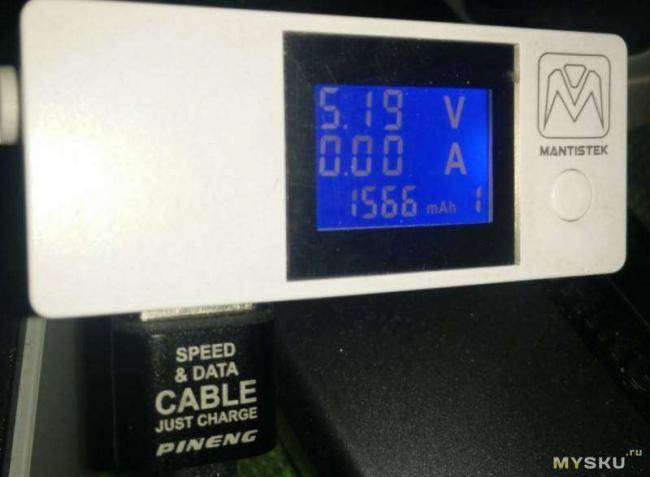 5.19 V
0.00 A
1566 mAh 1
MANTISTEK
SPEED
& DATA
CABLE
JUST CHARGE
PINENG
MYSKU.ru